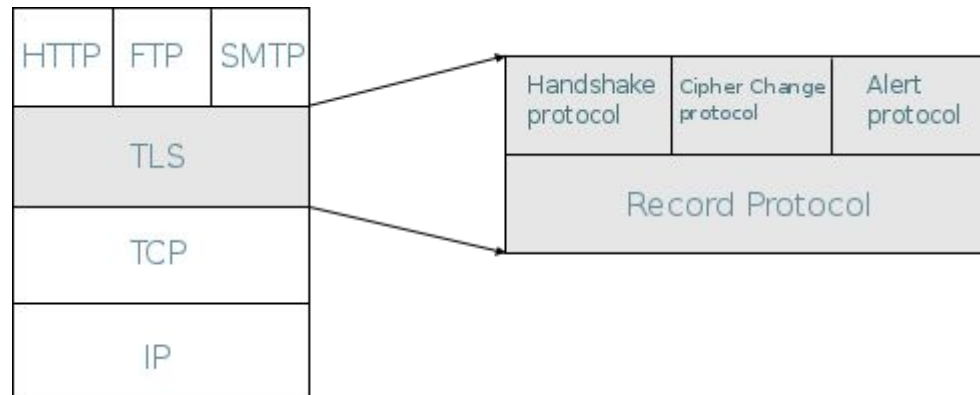 HTTP
FTP
SMTP
TLS
TCP
IP
Handshake
protocol
Cipher Change
protocol
Alert
protocol
Record Protocol